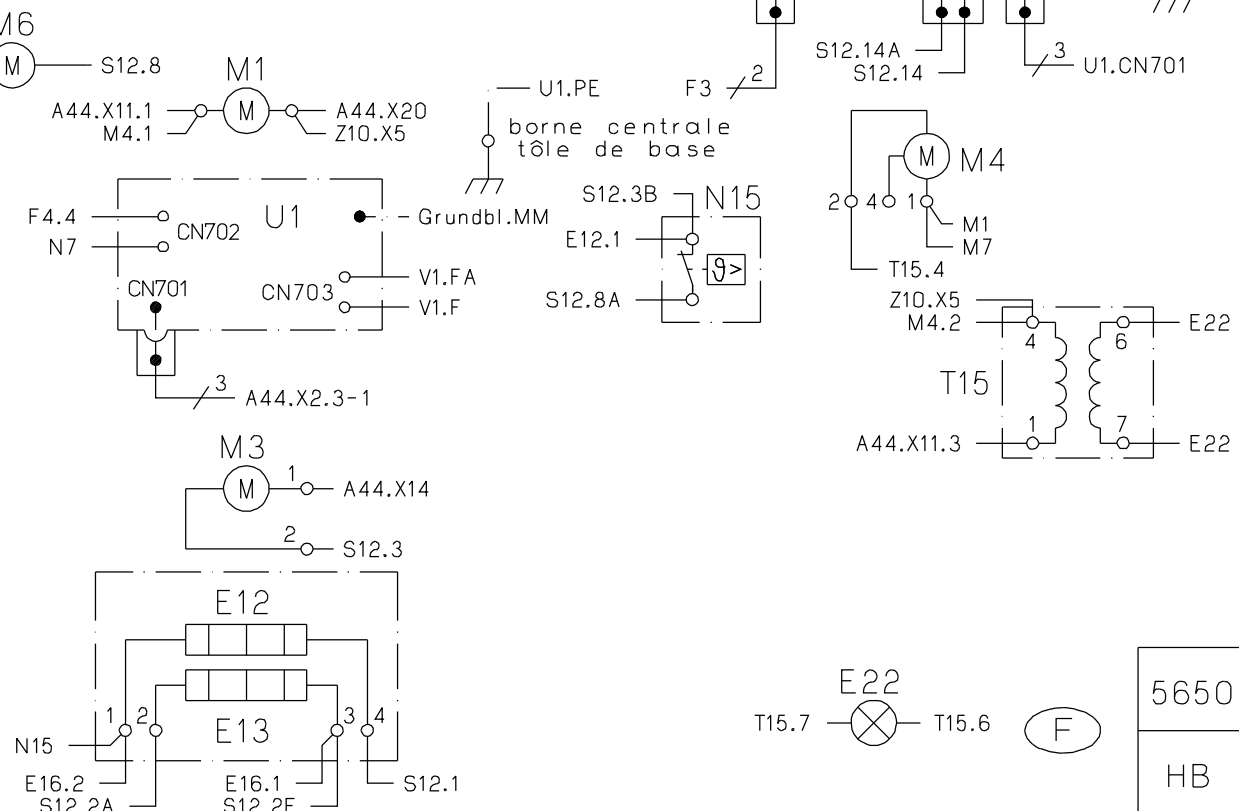 M6
M
S12.8
M1
A44.X11.1
M4.1
M
A44.X20
Z10.X5
U1.PE
borne centrale
tôle de base
F3
2
S12.14A
S12.14
3
U1.CN701
M
M4
2
4
1
M1
M7
T15.4
F4.4
N7
CN702
U1
Grundbl.MM
CN701
CN703
V1.FA
V1.F
3
A44.X2.3-1
S12.3B
N15
E12.1
ϑ>
S12.8A
Z10.X5
M4.2
4
6
E22
T15
A44.X11.3
1
7
E22
M3
M
1
A44.X14
2
S12.3
E12
E13
1
2
3
4
N15
E16.2
S12.2A
E16.1
S12.2E
S12.1
E22
T15.7
T15.6
F
5650
HB